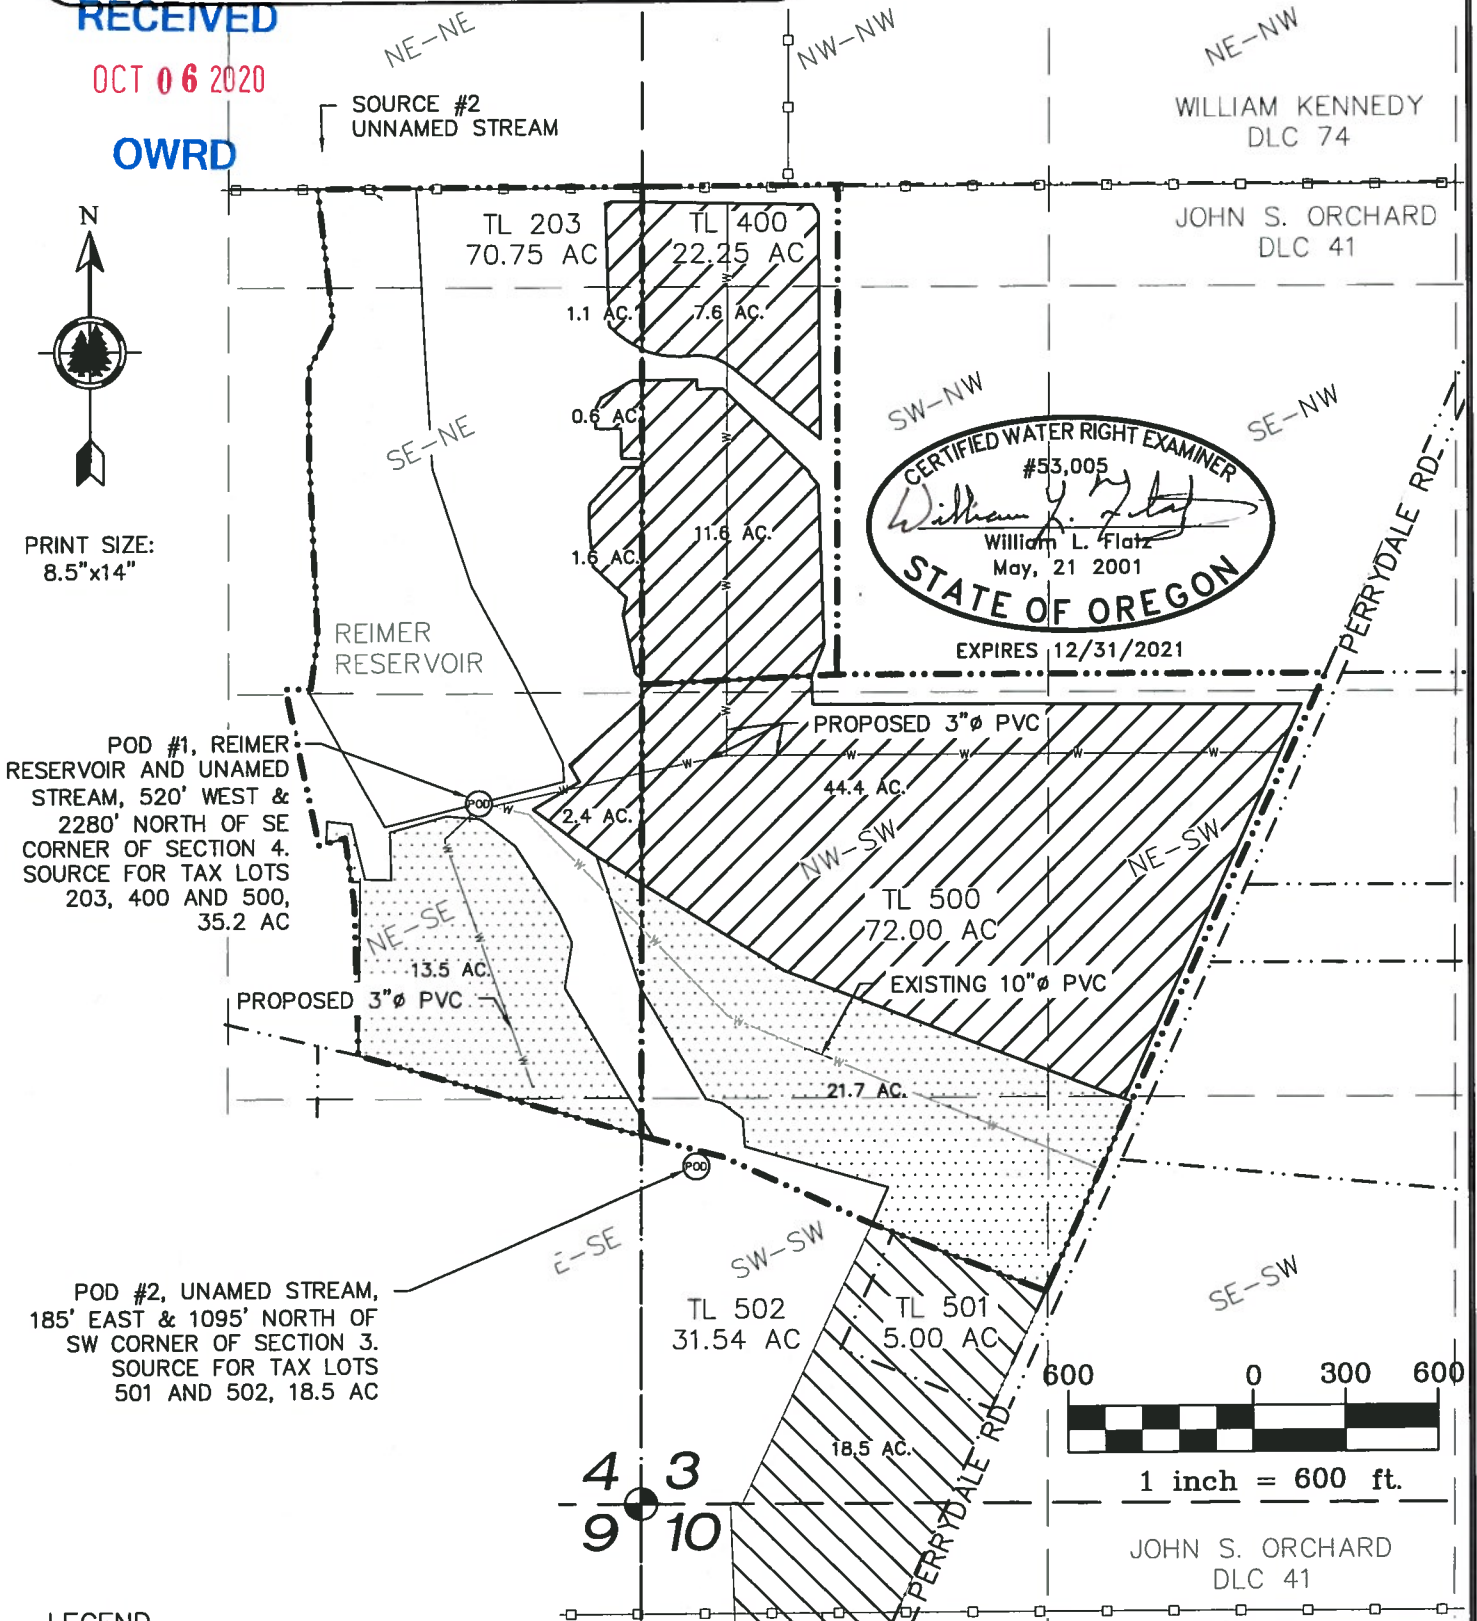 RECEIVED
OCT 06 2020
OWRD
NE-NE
NW-NW
NE-NW
SOURCE #2
UNNAMED STREAM
WILLIAM KENNEDY
DLC 74
JOHN S. ORCHARD
DLC 41
N
TL 203
70.75 AC
TL 400
22.25 AC
1.1 AC.
7.6 AC.
0.6 AC
SE-NE
SW-NW
SE-NW
CERTIFIED WATER RIGHT EXAMINER
#53,005
William L. Flatz
William L. Flatz
May, 21 2001
STATE OF OREGON
EXPIRES 12/31/2021
PRINT SIZE:
8.5"x14"
1.6 AC.
11.6 AC.
PERRYDALE RD
REIMER
RESERVOIR
PROPOSED 3"ø PVC
POD #1, REIMER
RESERVOIR AND UNAMED
STREAM, 520' WEST &
2280' NORTH OF SE
CORNER OF SECTION 4.
SOURCE FOR TAX LOTS
203, 400 AND 500,
35.2 AC
POD
2.4 AC.
44.4 AC.
NW-SW
NE-SW
TL 500
72.00 AC
NE-SE
13.5 AC.
PROPOSED 3"ø PVC
EXISTING 10"ø PVC
21.7 AC.
POD
E-SE
SW-SW
SE-SW
POD #2, UNAMED STREAM,
185' EAST & 1095' NORTH OF
SW CORNER OF SECTION 3.
SOURCE FOR TAX LOTS
501 AND 502, 18.5 AC
TL 502
31.54 AC
TL 501
5.00 AC
600 0 300 600
1 inch = 600 ft.
18.5 AC.
PERRYDALE RD
4 3
9 10
JOHN S. ORCHARD
DLC 41
LEGEND